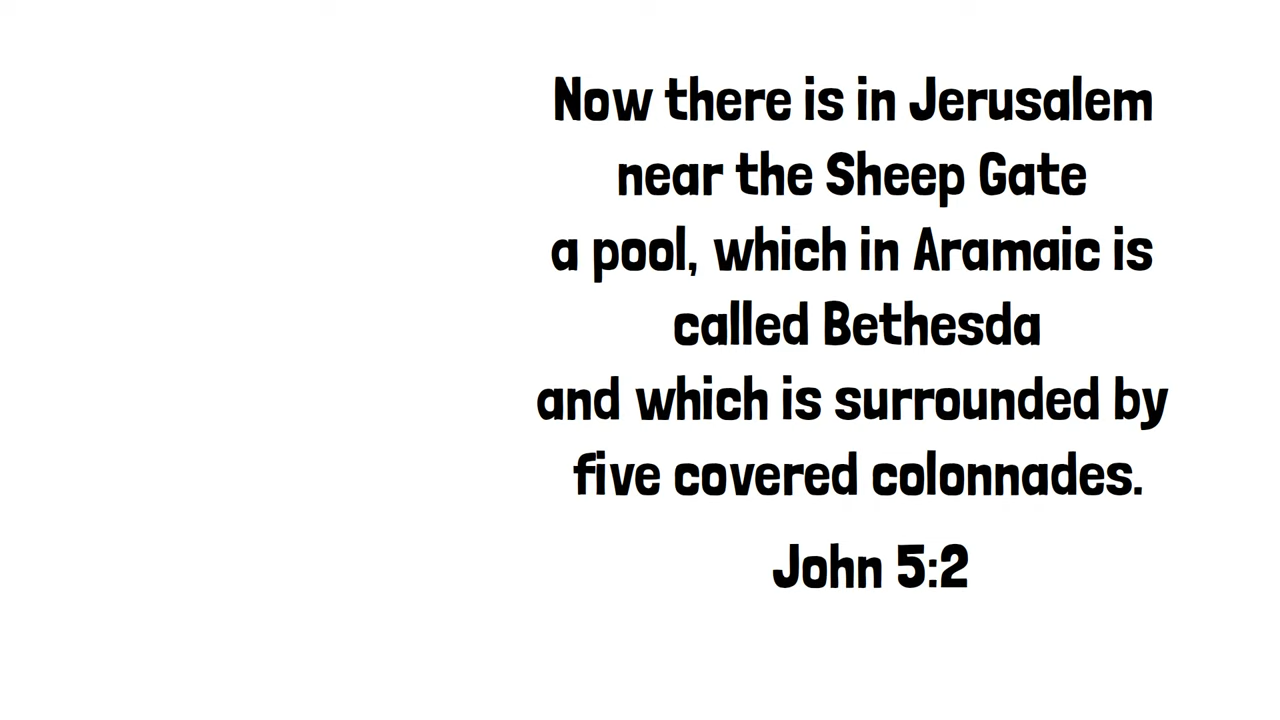 Now there is in Jerusalem
near the Sheep Gate
a pool, which in Aramaic is
called Bethesda
and which is surrounded by
five covered colonnades.
John 5:2